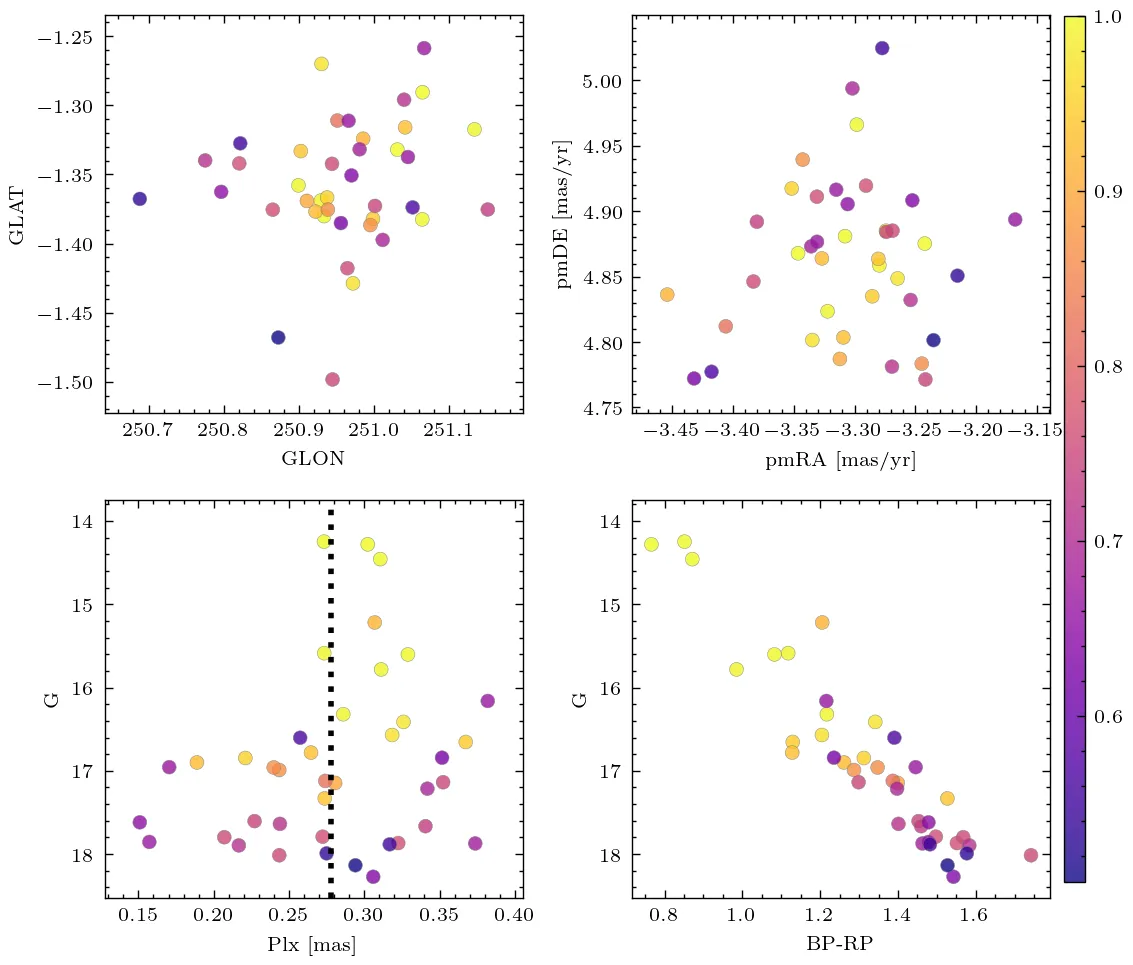 −1.25
−1.30
−1.35
−1.40
−1.45
−1.50
GLAT
250.7 250.8 250.9 251.0 251.1
GLON
5.00
4.95
4.90
4.85
4.80
4.75
pmDE [mas/yr]
−3.45 −3.40 −3.35 −3.30 −3.25 −3.20 −3.15
pmRA [mas/yr]
1.0
0.9
0.8
0.7
0.6
14
15
16
17
18
G
0.15 0.20 0.25 0.30 0.35 0.40
Plx [mas]
14
15
16
17
18
G
0.8 1.0 1.2 1.4 1.6
BP-RP